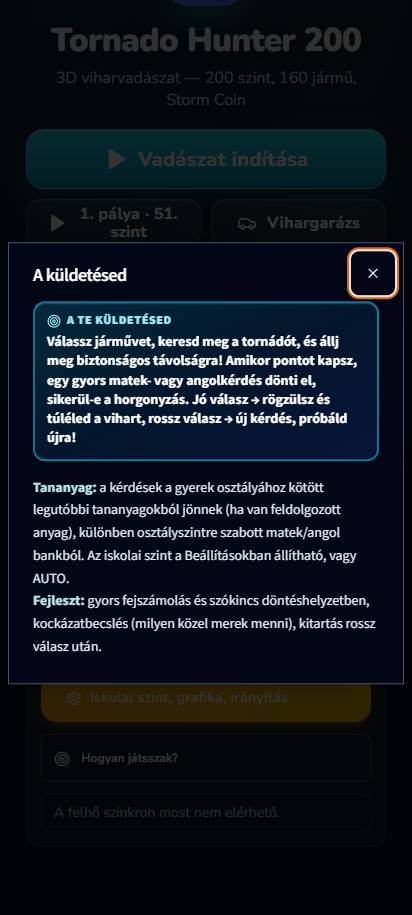 Tornado Hunter 200
3D viharvadászat — 200 szint, 160 jármű,
Storm Coin
Vadászat indítása
1. pálya · 51.
szint
Vihargarázs
A küldetésed
A TE KÜLDETÉSED
Válassz járművet, keresd meg a tornádót, és állj
meg biztonságos távolságra! Amikor pontot kapsz,
egy gyors matek- vagy angolkérdés dönti el,
sikerül-e a horgonyzás. Jó válasz → rögzülsz és
túléled a vihart, rossz válasz → új kérdés, próbáld
újra!
Tananyag: a kérdések a gyerek osztályához kötött
legutóbbi tananyagokból jönnek (ha van feldolgozott
anyag), különben osztályszintre szabott matek/angol
bankból. Az iskolai szint a Beállításokban állítható, vagy
AUTO.
Fejleszt: gyors fejszámolás és szókincs döntéshelyzetben,
kockázatbecslés (milyen közel merek menni), kitartás rossz
válasz után.
Iskolai szint, grafika, irányítás
Hogyan játsszak?
A felhő szinkron most nem elérhető.